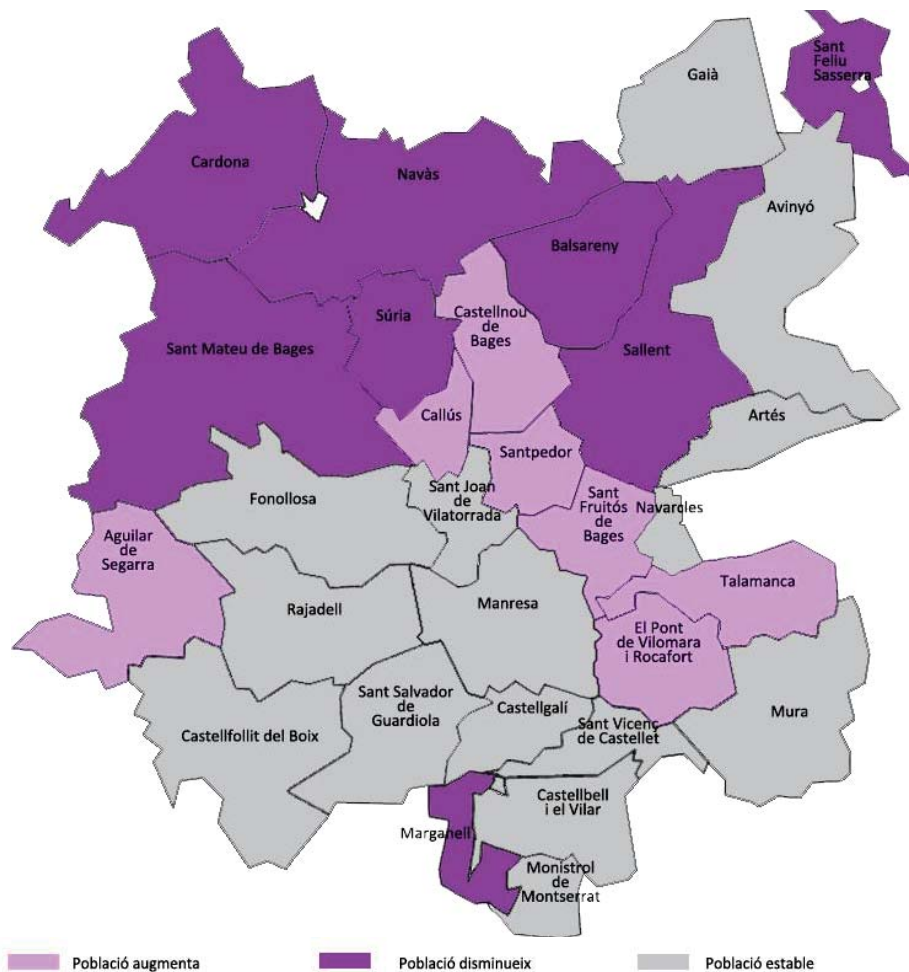 Sant
Feliu
Sasserra
Gaià
Cardona
Navàs
Avinyó
Balsareny
Castellnou
de
Bages
Súria
Sant Mateu de Bages
Sallent
Callús
Artés
Santpedor
Fonollosa
Sant Joan
de
Vilatorrada
Sant
Fruitós
de
Bages
Navarcles
Aguilar
de
Segarra
Talamanca
Rajadell
Manresa
El Pont
de Vilomara
i Rocafort
Sant Salvador
de
Guardiola
Castellgalí
Mura
Sant Vicenç
de Castellet
Castellfollit del Boix
Castellbell
i el Vilar
Marganell
Monistrol
de
Montserrat
Població augmenta
Població disminueix
Població estable